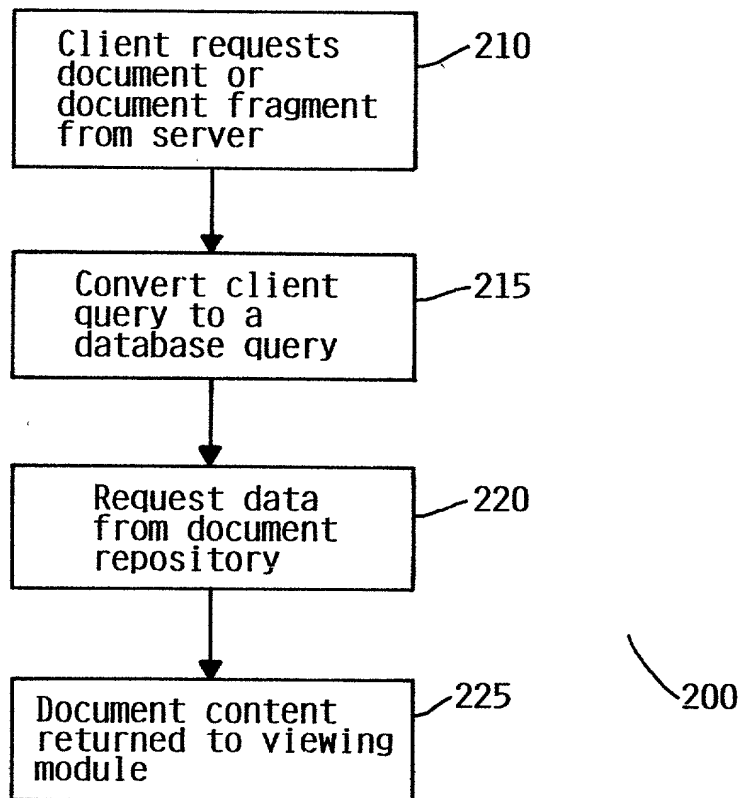 Client requests
document or
document fragment
from server
210
Convert client
query to a
database query
215
Request data
from document
repository
220
Document content
returned to viewing
module
225
200